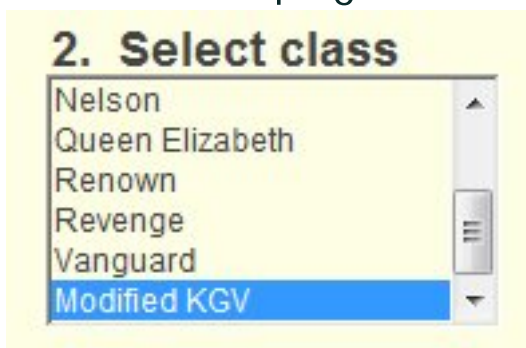 2. Select class
Nelson
Queen Elizabeth
Renown
Revenge
Vanguard
Modified KGV